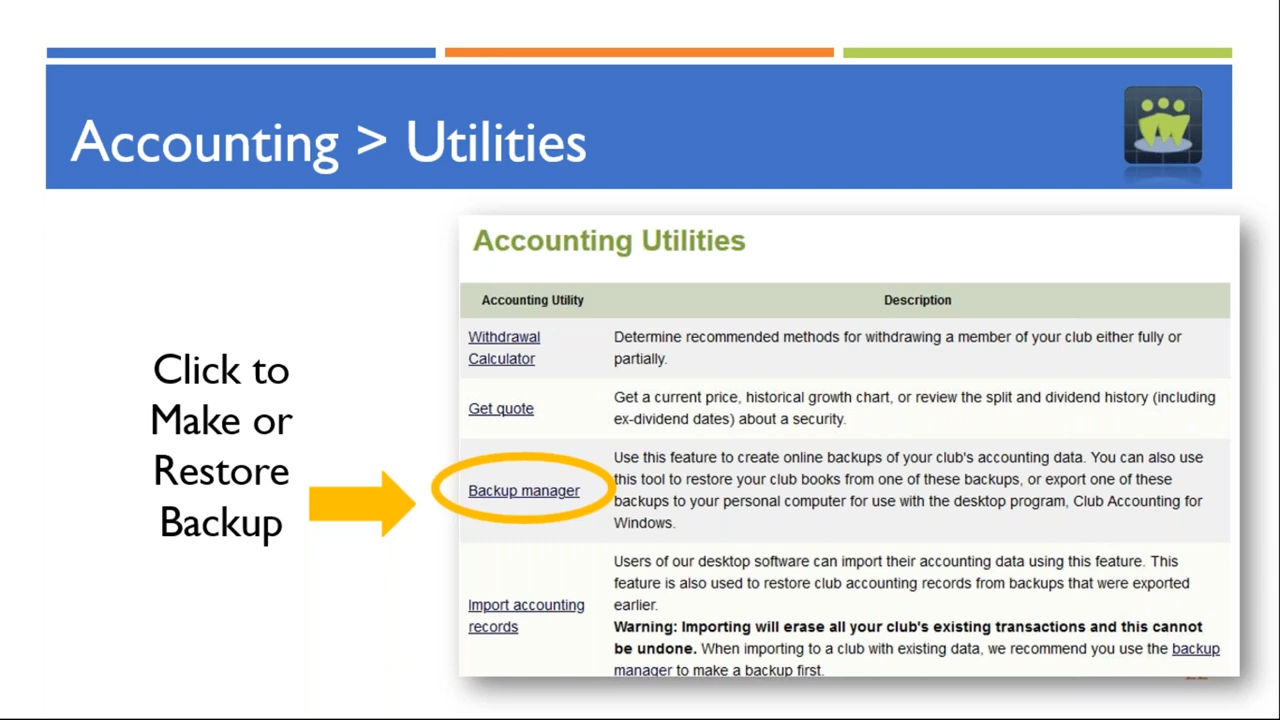 Accounting > Utilities
Click to
Make or
Restore
Backup
Accounting Utilities
Accounting Utility Description
Withdrawal
Calculator
Determine recommended methods for withdrawing a member of your club either fully or
partially.
Get quote
Get a current price, historical growth chart, or review the split and dividend history (including
ex-dividend dates) about a security.
Backup manager
Use this feature to create online backups of your club's accounting data. You can also use
this tool to restore your club books from one of these backups, or export one of these
backups to your personal computer for use with the desktop program, Club Accounting for
Windows.
Import accounting
records
Users of our desktop software can import their accounting data using this feature. This
feature is also used to restore club accounting records from backups that were exported
earlier.
Warning: Importing will erase all your club's existing transactions and this cannot
be undone. When importing to a club with existing data, we recommend you use the backup
manager to make a backup first.